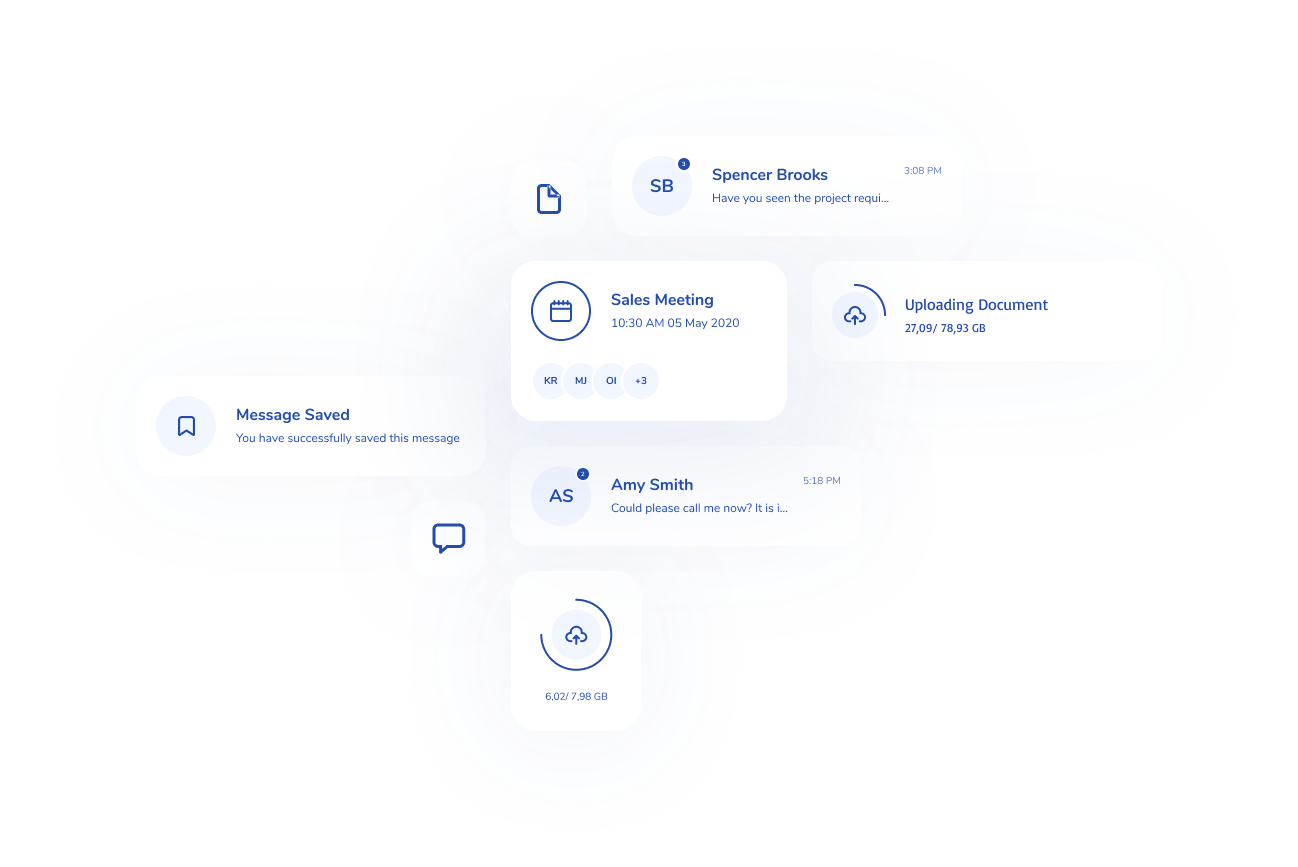 3
SB
Spencer Brooks
3:08 PM
Have you seen the project requi...
Sales Meeting
10:30 AM 05 May 2020
KR MJ OI +3
Uploading Document
27,09/ 78,93 GB
Message Saved
You have successfully saved this message
2
AS
Amy Smith
5:18 PM
Could please call me now? It is i...
6,02/ 7,98 GB